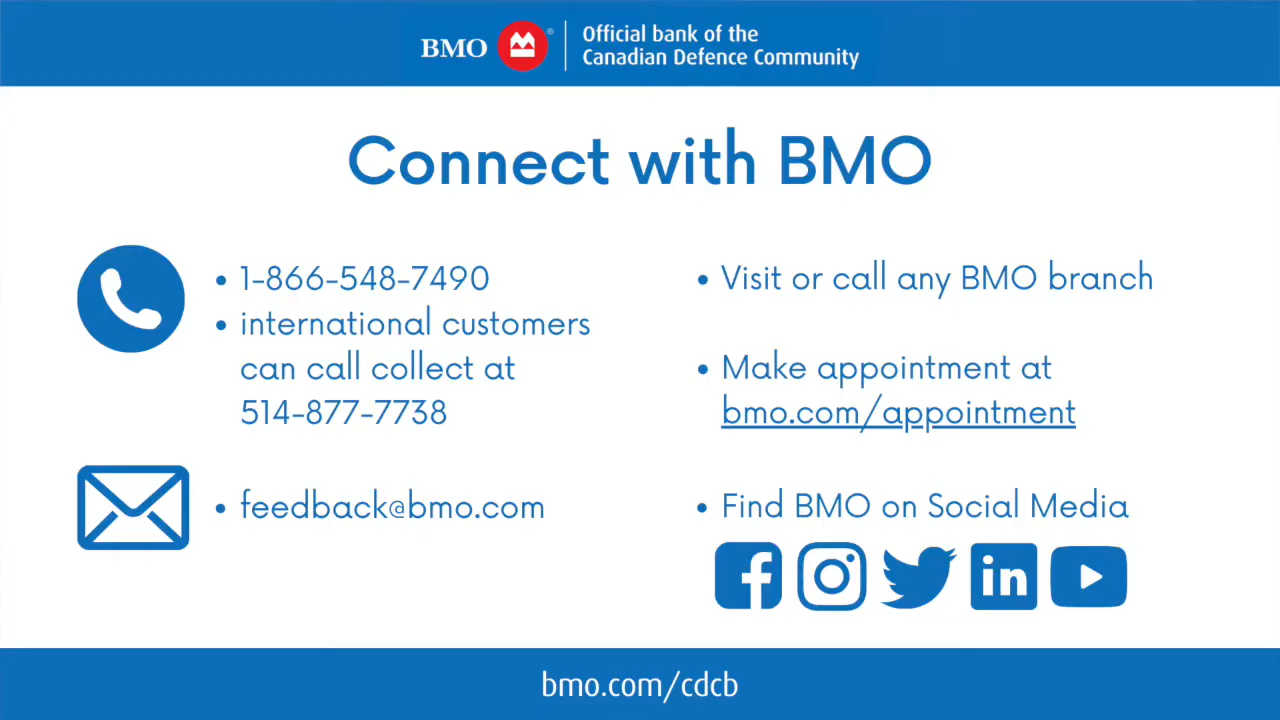 BMO
Official bank of the
Canadian Defence Community
Connect with BMO
• 1-866-548-7490
• international customers
can call collect at
514-877-7738
• feedback@bmo.com
• Visit or call any BMO branch
• Make appointment at
bmo.com/appointment
• Find BMO on Social Media
bmo.com/cdcb